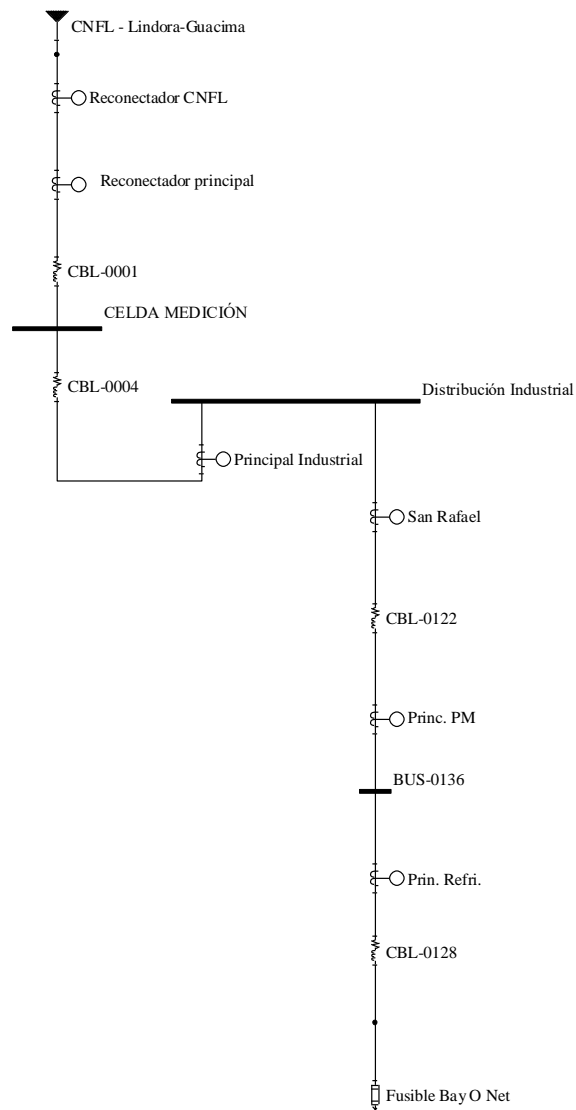 CNFL - Lindora-Guacima
Reconectador CNFL
Reconectador principal
CBL-0001
CELDA MEDICIÓN
CBL-0004
Distribución Industrial
Principal Industrial
San Rafael
CBL-0122
Princ. PM
BUS-0136
Prin. Refri.
CBL-0128
Fusible Bay O Net